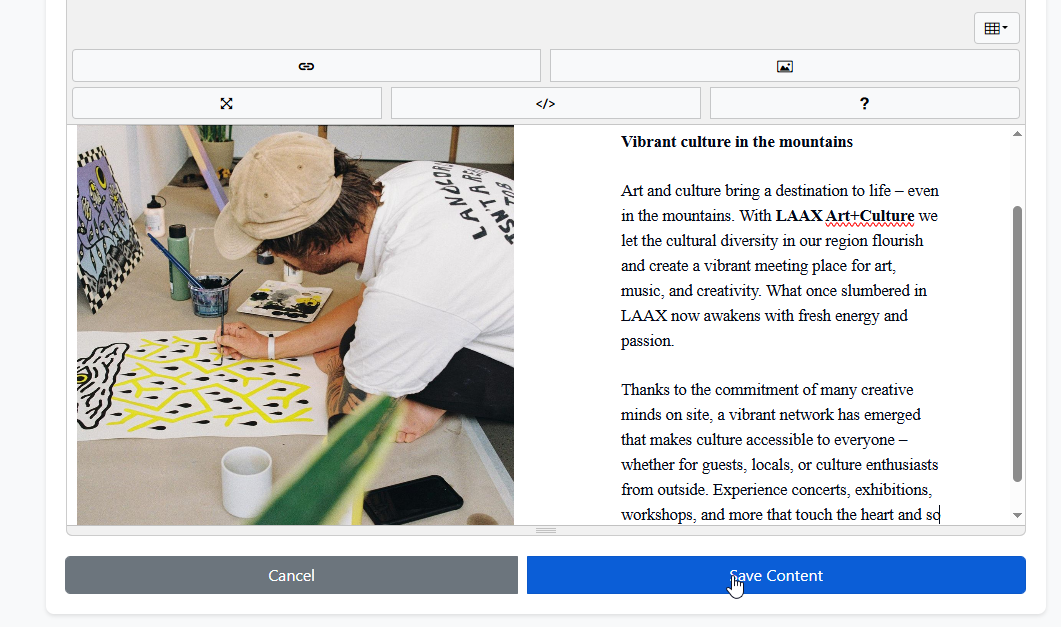 </>
?
Vibrant culture in the mountains
Art and culture bring a destination to life – even
in the mountains. With LAAX Art+Culture we
let the cultural diversity in our region flourish
and create a vibrant meeting place for art,
music, and creativity. What once slumbered in
LAAX now awakens with fresh energy and
passion.
Thanks to the commitment of many creative
minds on site, a vibrant network has emerged
that makes culture accessible to everyone –
whether for guests, locals, or culture enthusiasts
from outside. Experience concerts, exhibitions,
workshops, and more that touch the heart and so
Cancel
Save Content